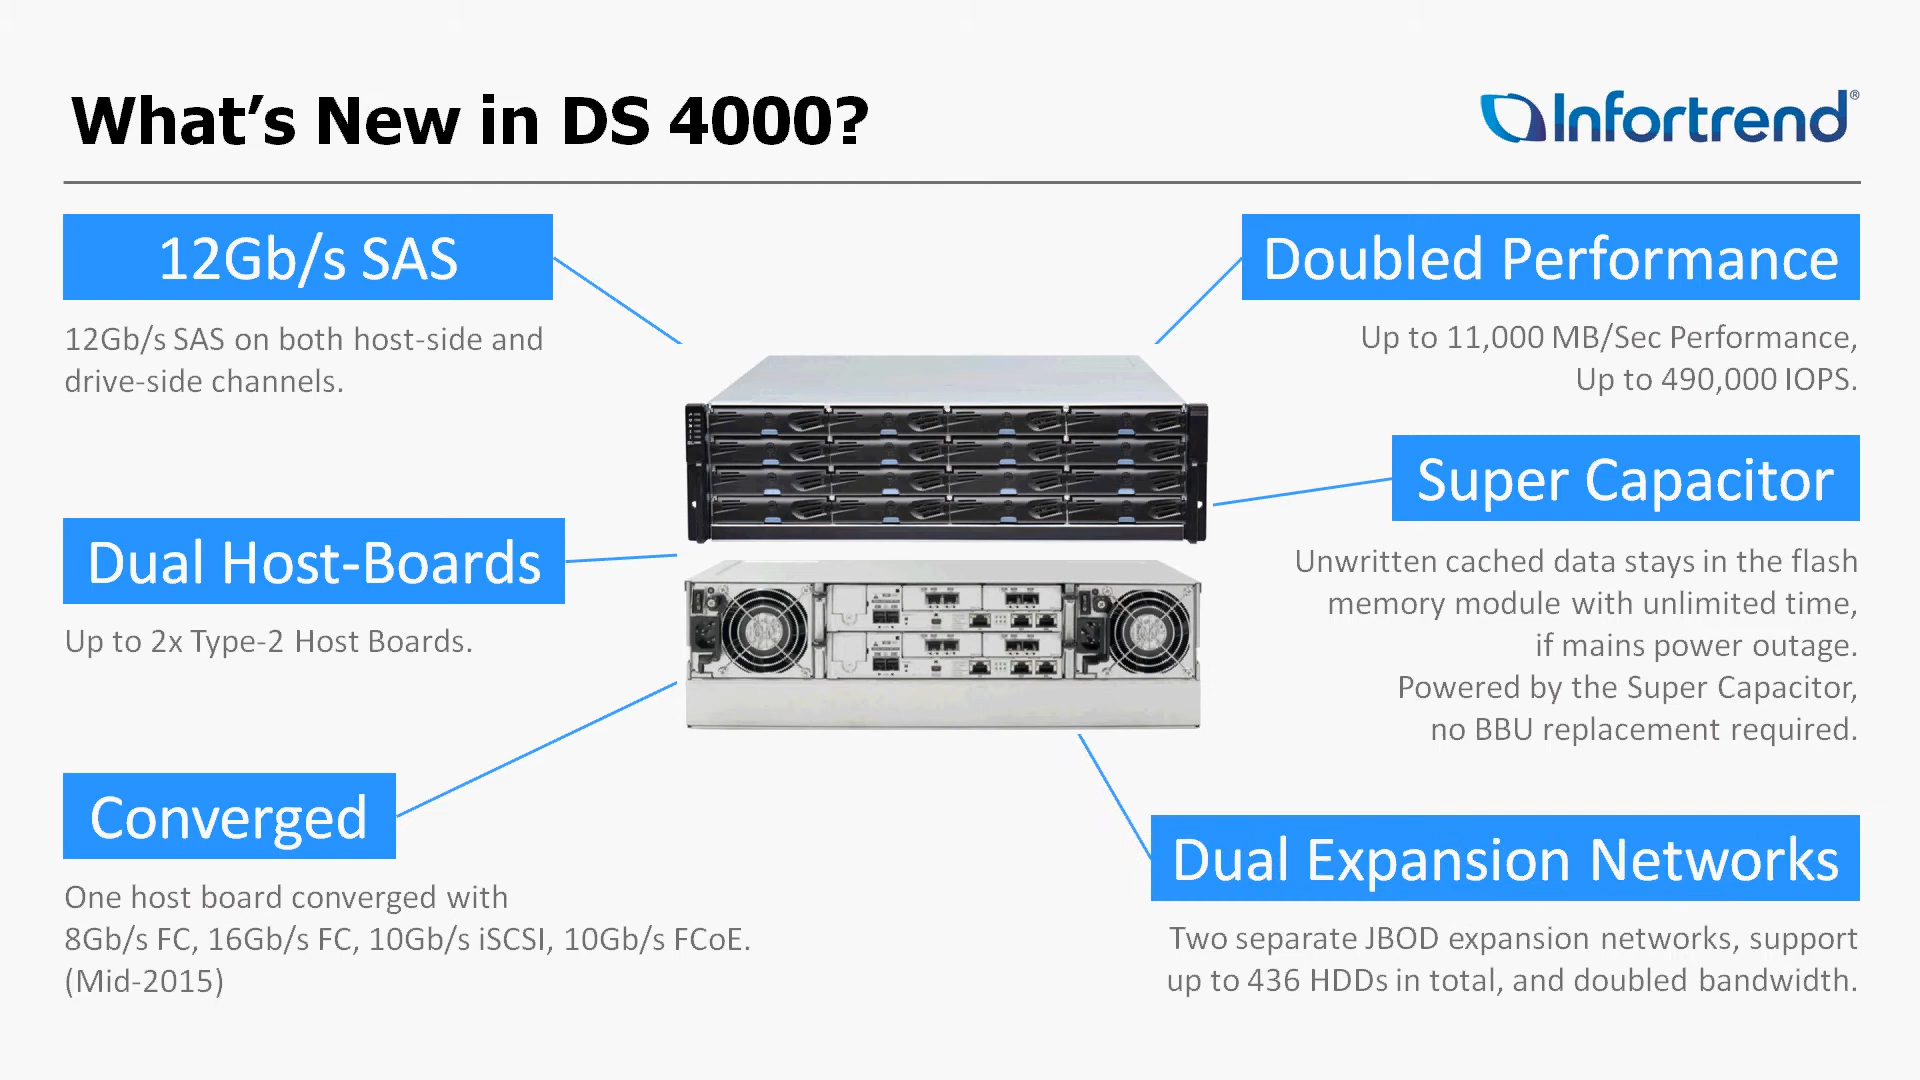 What's New in DS 4000?
Infortrend®
12Gb/s SAS
12Gb/s SAS on both host-side and
drive-side channels.
Dual Host-Boards
Up to 2x Type-2 Host Boards.
Converged
One host board converged with
8Gb/s FC, 16Gb/s FC, 10Gb/s iSCSI, 10Gb/s FCoE.
(Mid-2015)
Doubled Performance
Up to 11,000 MB/Sec Performance,
Up to 490,000 IOPS.
Super Capacitor
Unwritten cached data stays in the flash
memory module with unlimited time,
if mains power outage.
Powered by the Super Capacitor,
no BBU replacement required.
Dual Expansion Networks
Two separate JBOD expansion networks, support
up to 436 HDDs in total, and doubled bandwidth.